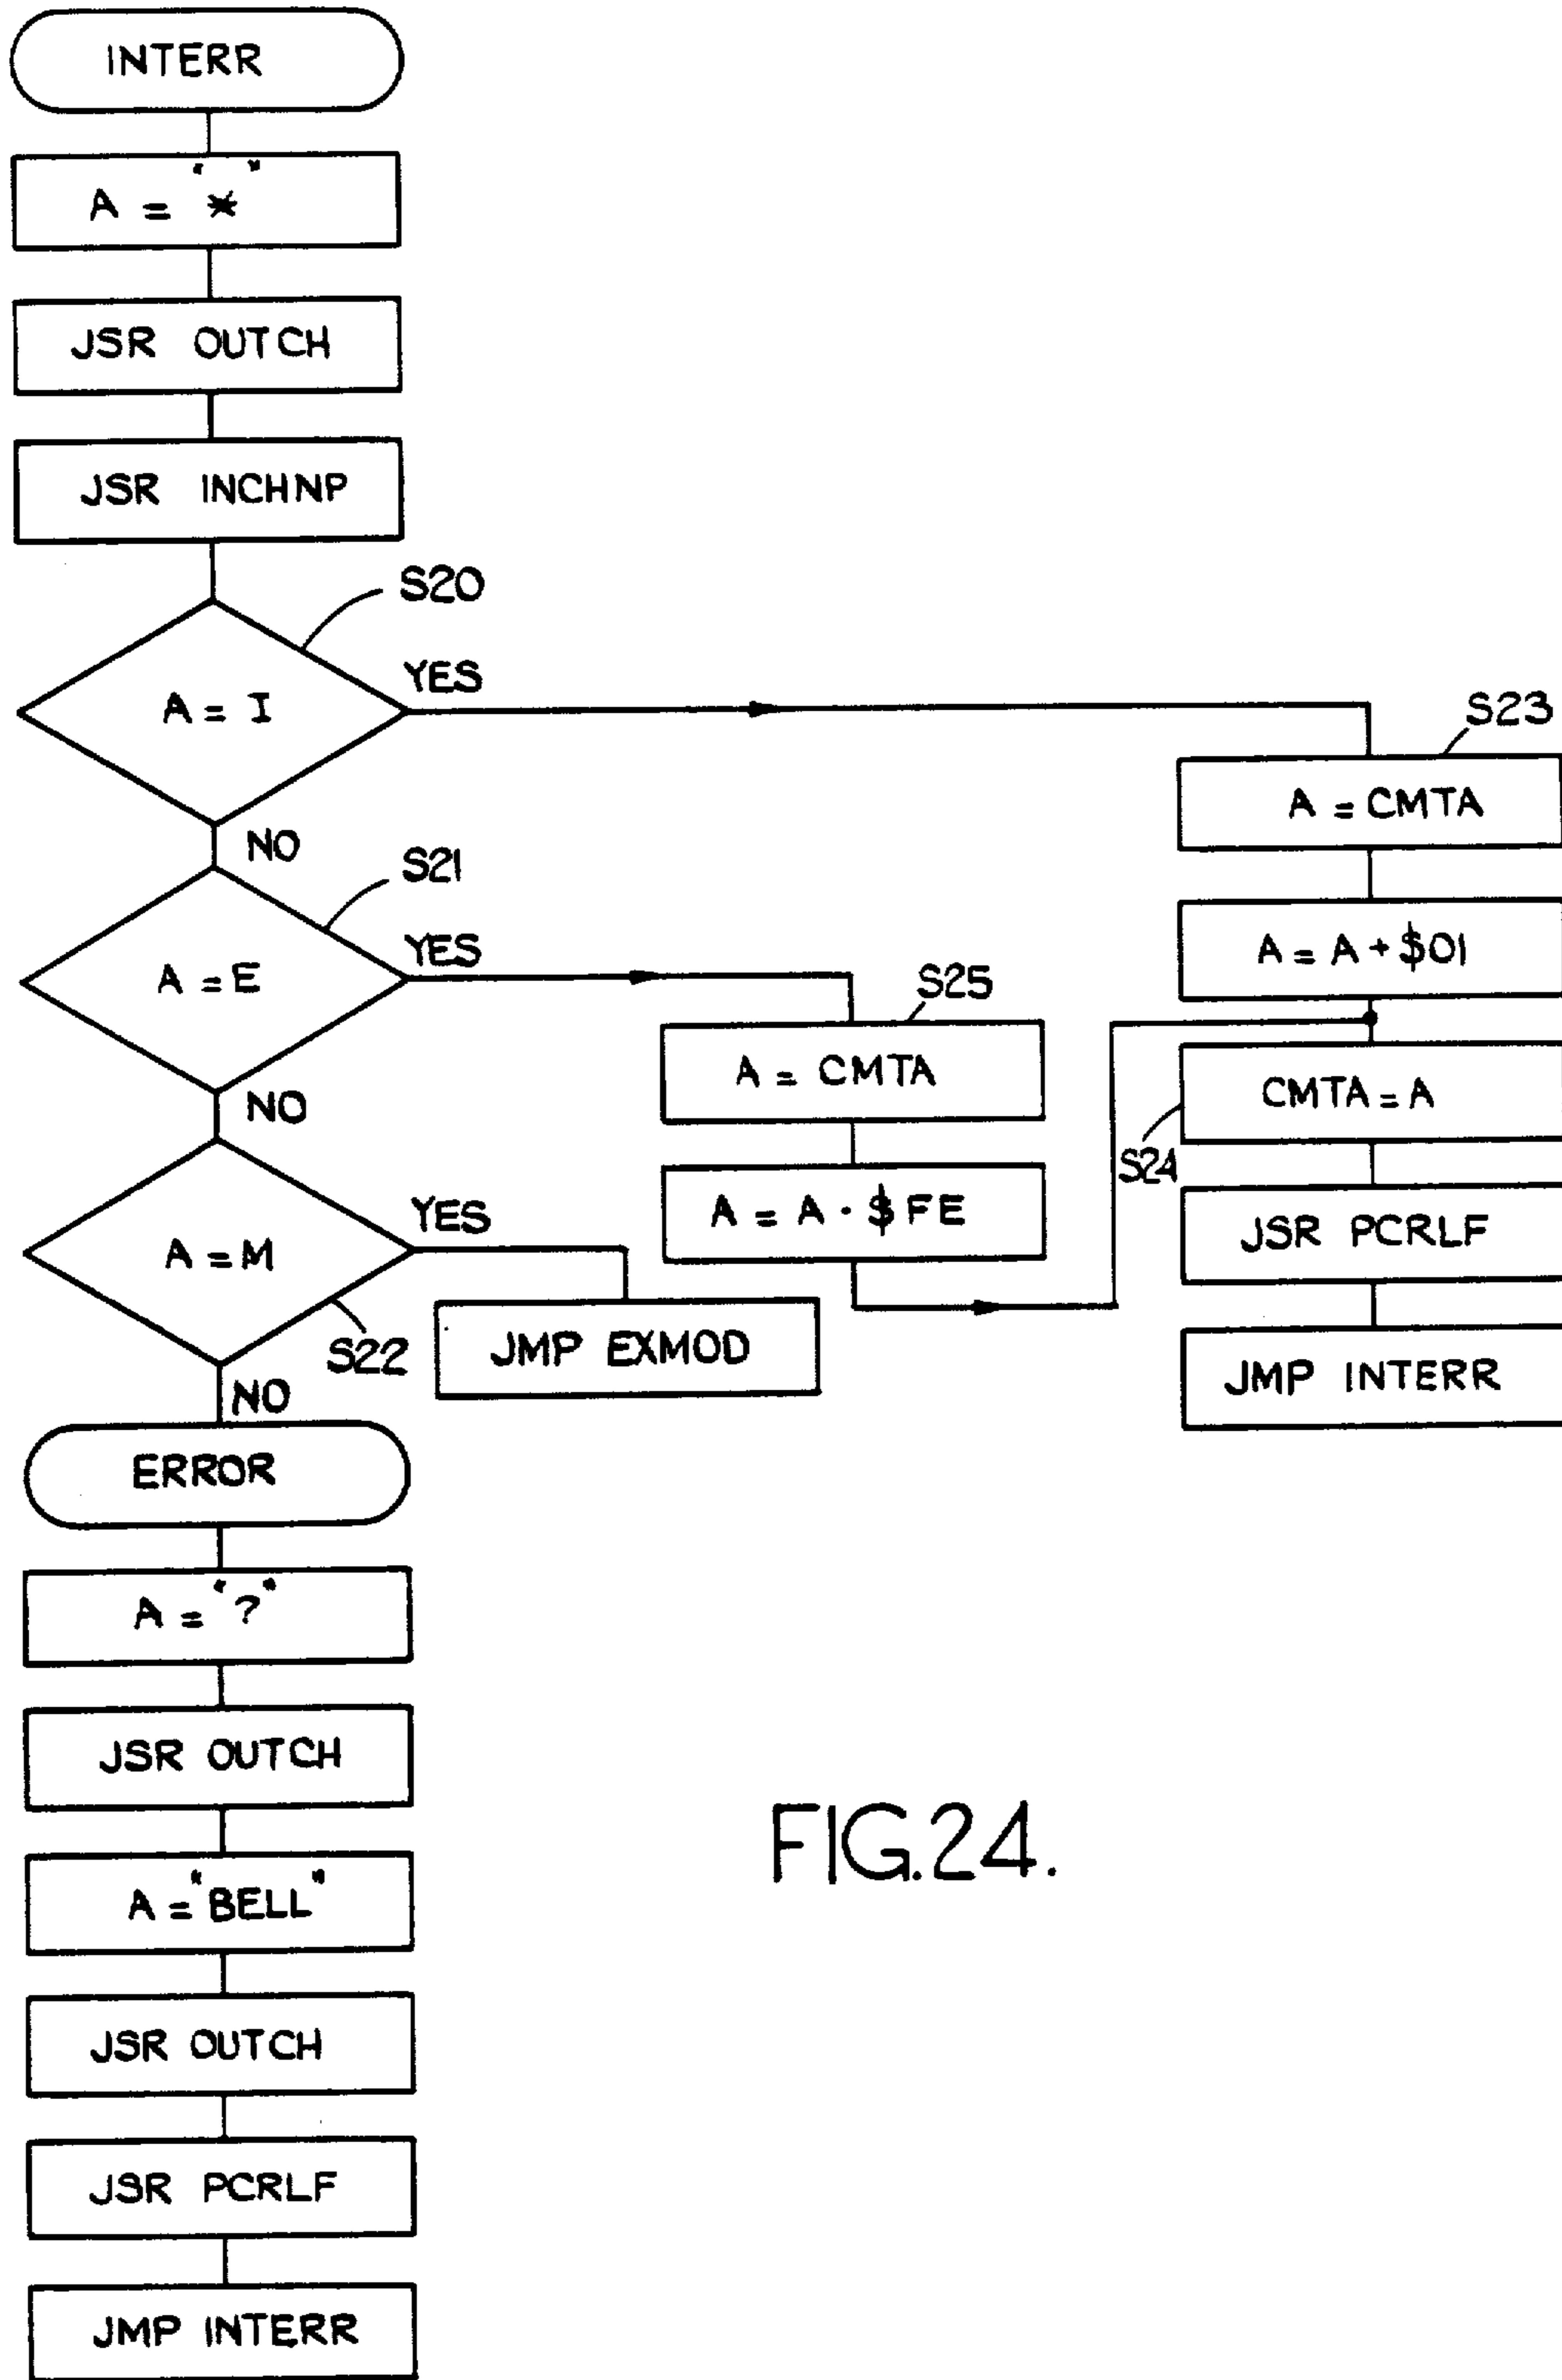 INTERR
A = "*"
JSR OUTCH
JSR INCHNP
S20
A = I
YES
NO
S21
A = E
YES
NO
A = M
YES
S22
NO
JMP EXMOD
S25
A = CMTA
A = A · $FE
S23
A = CMTA
A = A + $01
CMTA = A
S24
JSR PCRLF
JMP INTERR
ERROR
A = "?"
JSR OUTCH
A = "BELL"
JSR OUTCH
JSR PCRLF
JMP INTERR
FIG.24.